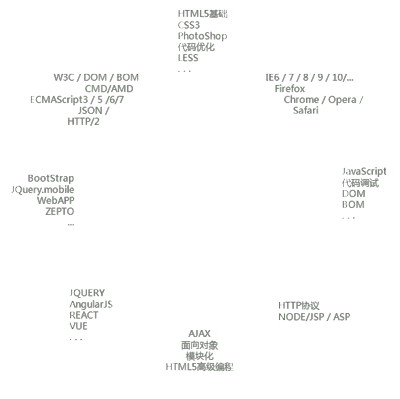 HTML5基础
CSS3
PhotoShop
代码优化
LESS
...
W3C / DOM / BOM
CMD/AMD
ECMAScript3 / 5 /6/7
JSON /
HTTP/2
IE6 / 7 / 8 / 9 / 10/...
Firefox
Chrome / Opera /
Safari
BootStrap
JQuery.mobile
WebAPP
ZEPTO
...
JavaScript
代码调试
DOM
BOM
...
JQUERY
AngularJS
REACT
VUE
...
HTTP协议
NODE/JSP / ASP
AJAX
面向对象
模块化
HTML5高级编程